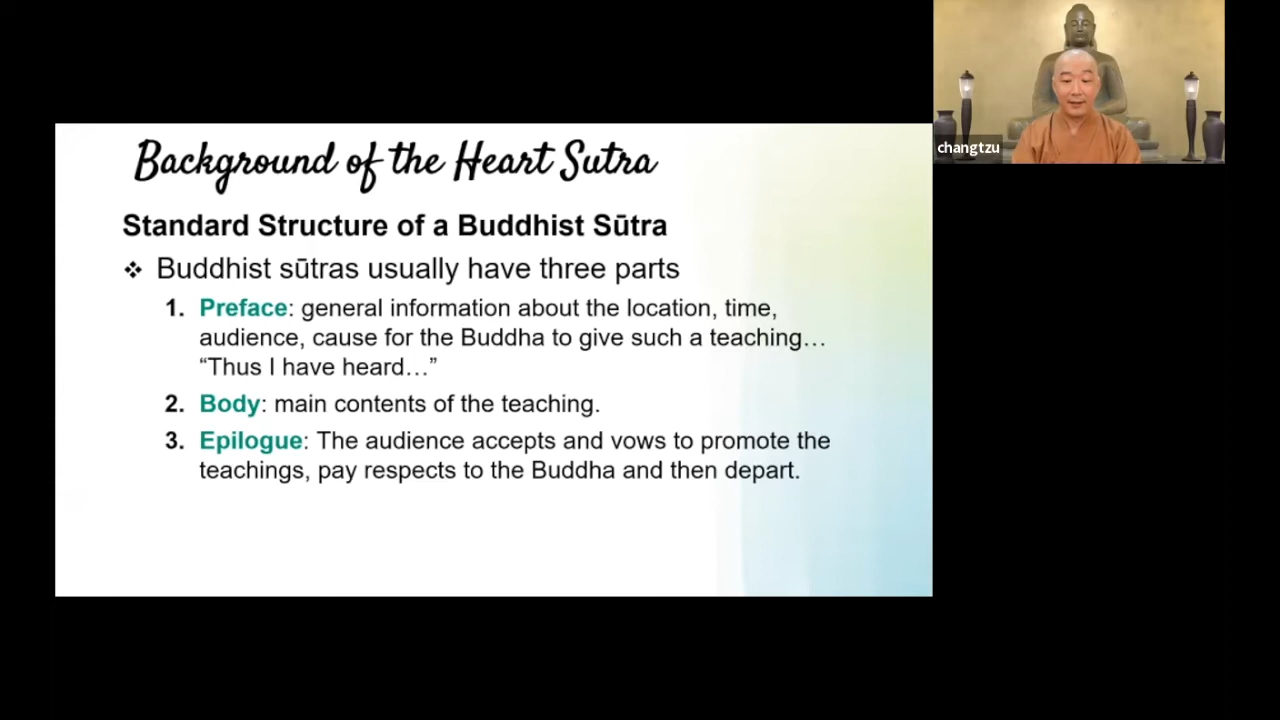 Background of the Heart Sutra
Standard Structure of a Buddhist Sūtra
❖ Buddhist sūtras usually have three parts
1. Preface: general information about the location, time,
audience, cause for the Buddha to give such a teaching…
“Thus I have heard…”
2. Body: main contents of the teaching.
3. Epilogue: The audience accepts and vows to promote the
teachings, pay respects to the Buddha and then depart.
changtzu